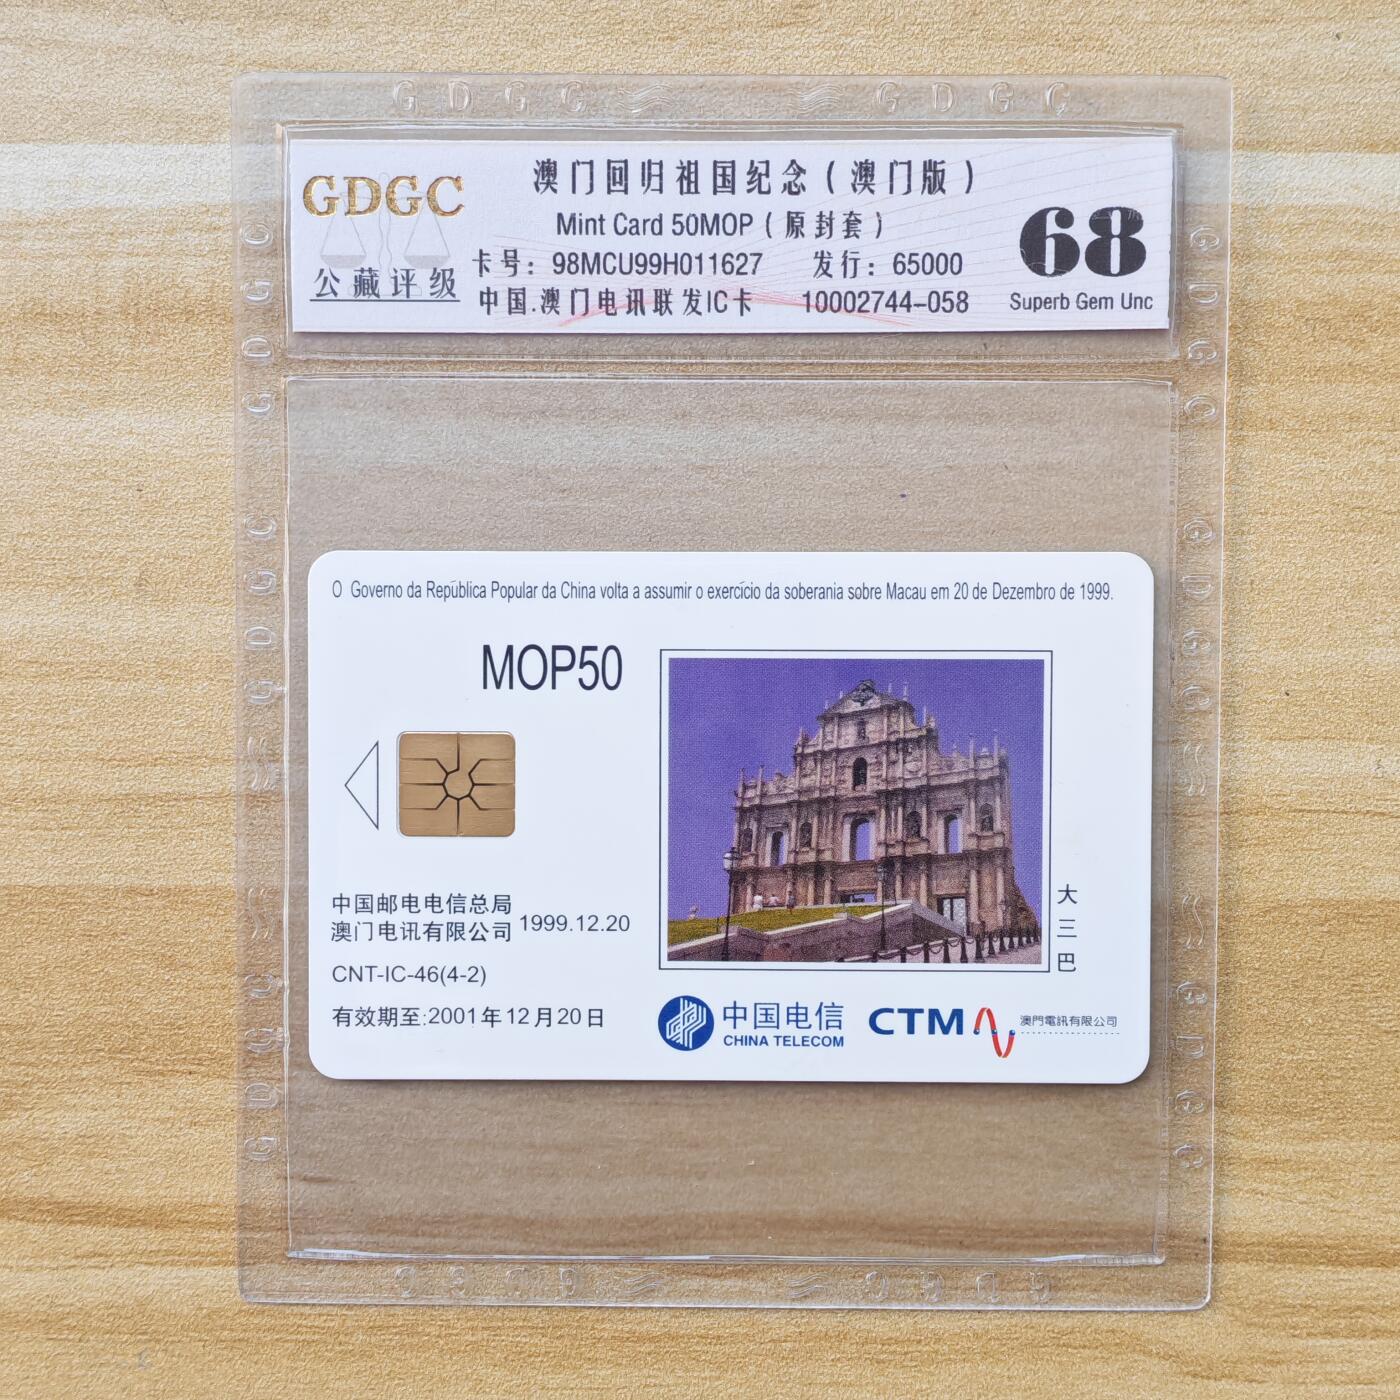 GDGC GDGC
GDGC
公藏评级
澳门回归祖国纪念（澳门版）
Mint Card 50MOP（原封套）
卡号：98MCU99H011627 发行：65000
中国.澳门电讯联发IC卡 10002744-058
68
Superb Gem Unc
O Governo da República Popular da China volta a assumir o exercício da soberania sobre Macau em 20 de Dezembro de 1999.
MOP50
中国邮电电信总局
澳门电讯有限公司 1999.12.20
CNT-IC-46(4-2)
有效期至:2001年12月20日
大三巴
中国电信
CHINA TELECOM
CTM 澳門電訊有限公司